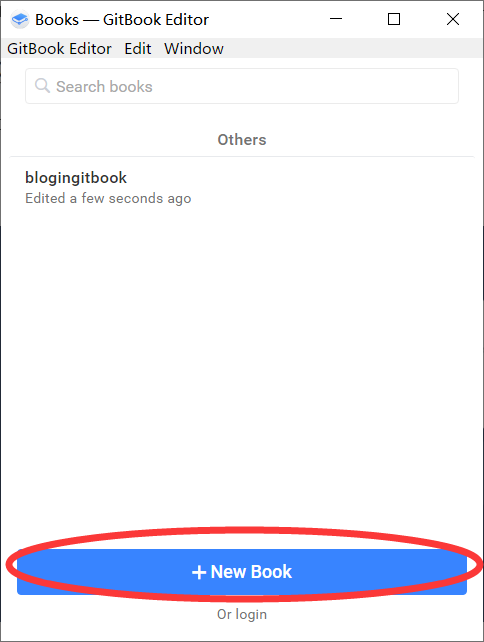 Books — GitBook Editor
GitBook Editor Edit Window
Search books
Others
blogingitbook
Edited a few seconds ago
+ New Book
Or login